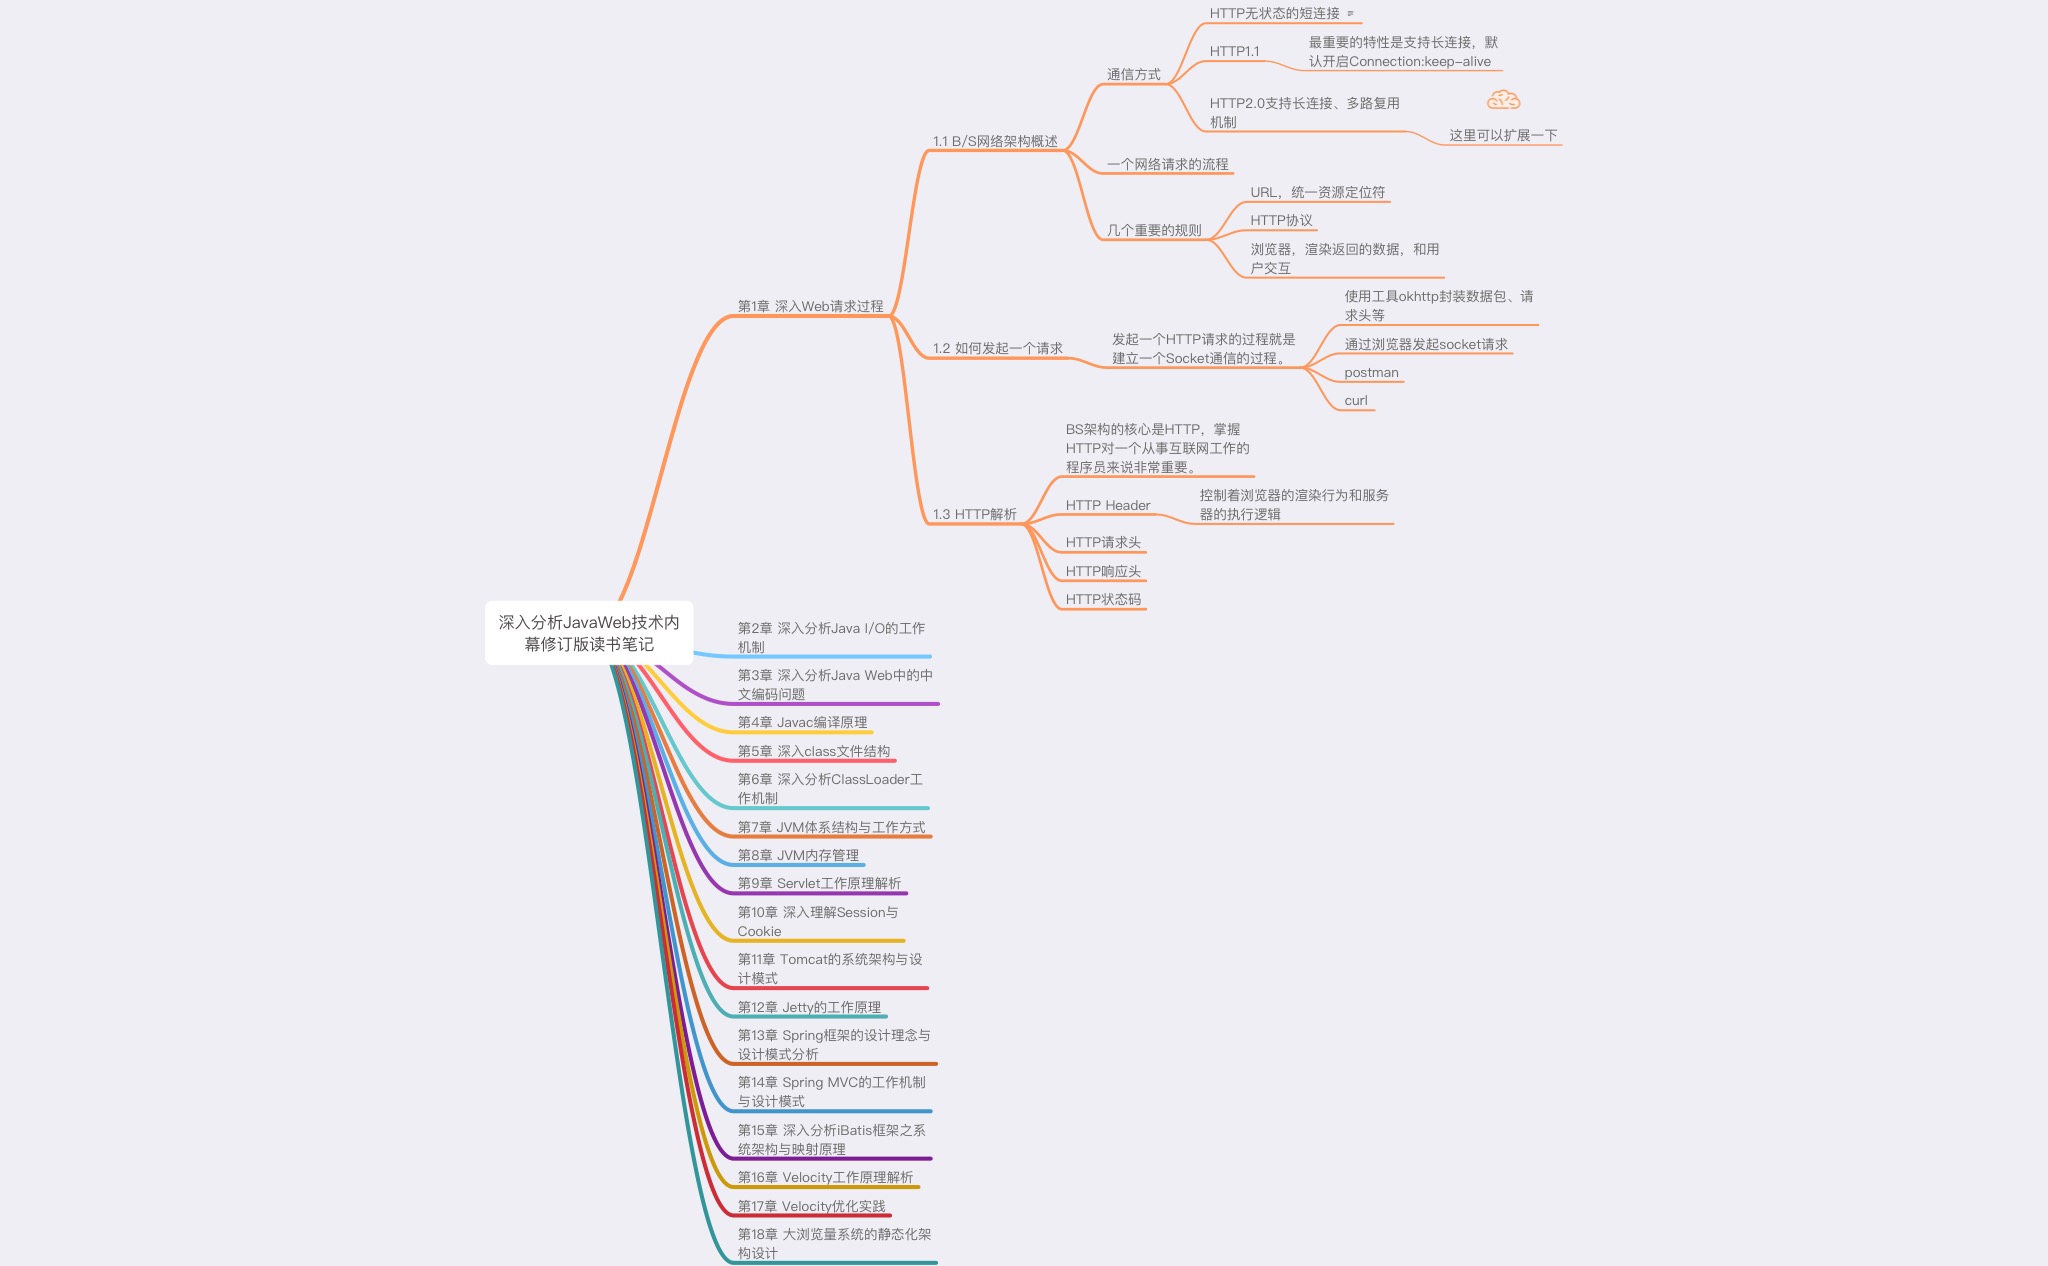 HTTP无状态的短连接
HTTP1.1
最重要的特性是支持长连接，默
认开启Connection:keep-alive
通信方式
HTTP2.0支持长连接、多路复用
机制
这里可以扩展一下
1.1 B/S网络架构概述
一个网络请求的流程
URL，统一资源定位符
HTTP协议
几个重要的规则
浏览器，渲染返回的数据，和用
户交互
第1章 深入Web请求过程
使用工具okhttp封装数据包、请
求头等
1.2 如何发起一个请求
发起一个HTTP请求的过程就是
建立一个Socket通信的过程。
通过浏览器发起socket请求
postman
curl
BS架构的核心是HTTP，掌握
HTTP对一个从事互联网工作的
程序员来说非常重要。
1.3 HTTP解析
HTTP Header
控制着浏览器的渲染行为和服务
器的执行逻辑
HTTP请求头
HTTP响应头
HTTP状态码
深入分析JavaWeb技术内
幕修订版读书笔记
第2章 深入分析Java I/O的工作
机制
第3章 深入分析Java Web中的中
文编码问题
第4章 Javac编译原理
第5章 深入class文件结构
第6章 深入分析ClassLoader工
作机制
第7章 JVM体系结构与工作方式
第8章 JVM内存管理
第9章 Servlet工作原理解析
第10章 深入理解Session与
Cookie
第11章 Tomcat的系统架构与设
计模式
第12章 Jetty的工作原理
第13章 Spring框架的设计理念与
设计模式分析
第14章 Spring MVC的工作机制
与设计模式
第15章 深入分析iBatis框架之系
统架构与映射原理
第16章 Velocity工作原理解析
第17章 Velocity优化实践
第18章 大浏览量系统的静态化架
构设计